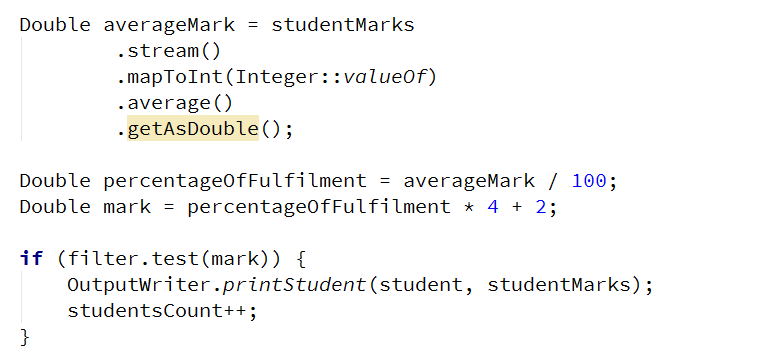 Double averageMark = studentMarks
        .stream()
        .mapToInt(Integer::valueOf)
        .average()
        .getAsDouble();

Double percentageOfFulfilment = averageMark / 100;
Double mark = percentageOfFulfilment * 4 + 2;

if (filter.test(mark)) {
    OutputWriter.printStudent(student, studentMarks);
    studentsCount++;
}